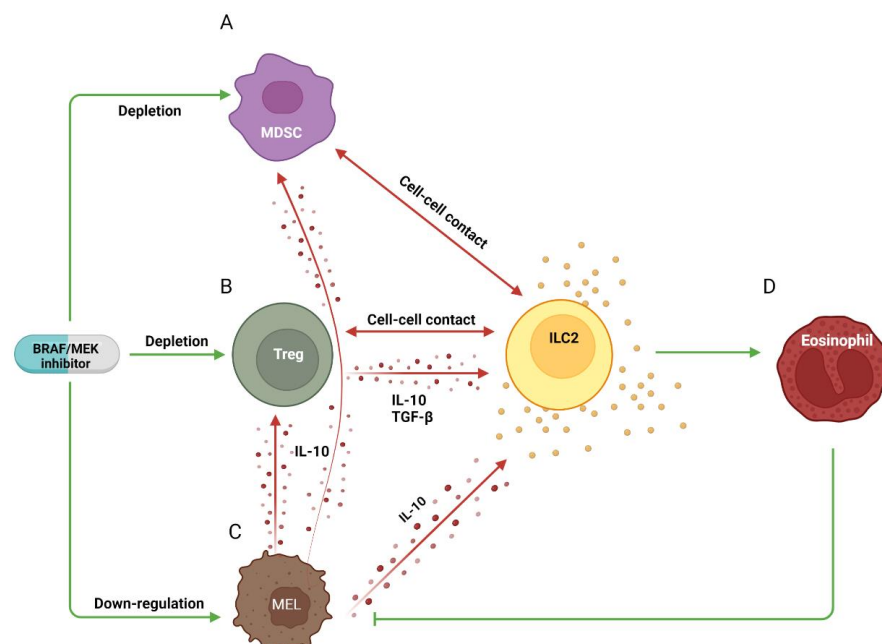 A
Depletion
MDSC
Cell-cell contact
B
D
Cell-cell contact
ILC2
Eosinophil
BRAF/MEK
inhibitor
Depletion
Treg
IL-10
TGF-β
IL-10
IL-10
C
Down-regulation
MEL